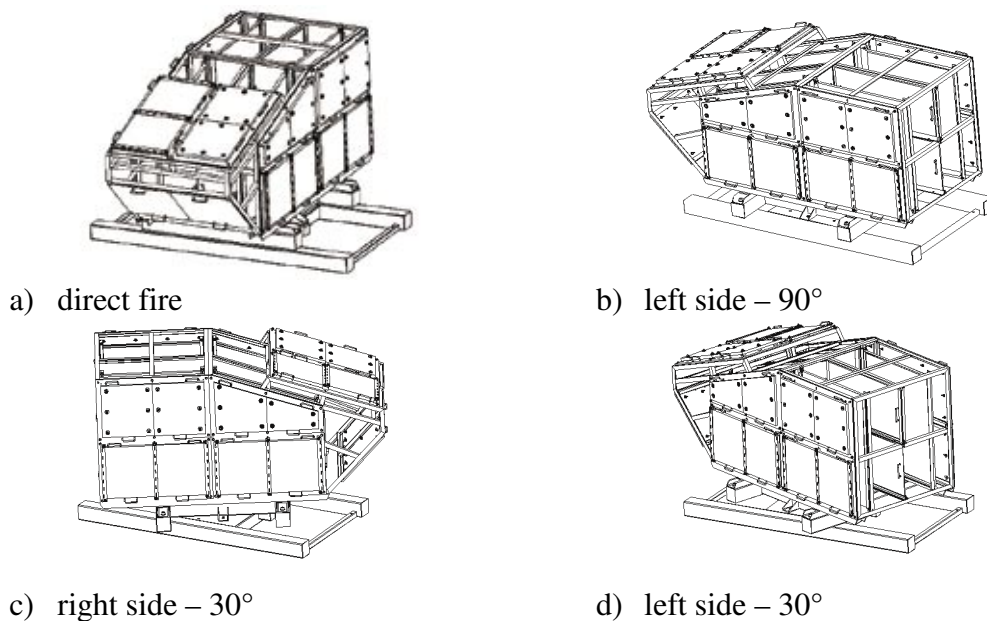 a) direct fire
b) left side – 90°
c) right side – 30°
d) left side – 30°